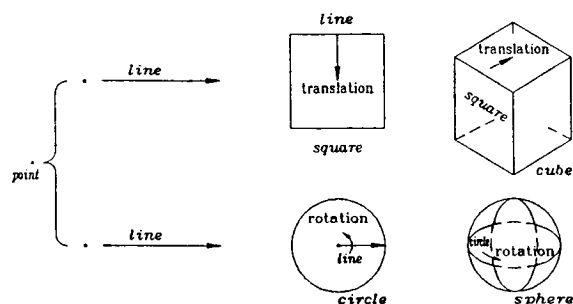 line
line
translation
square
translation
square
cube
point
line
rotation
line
circle
circle
rotation
sphere